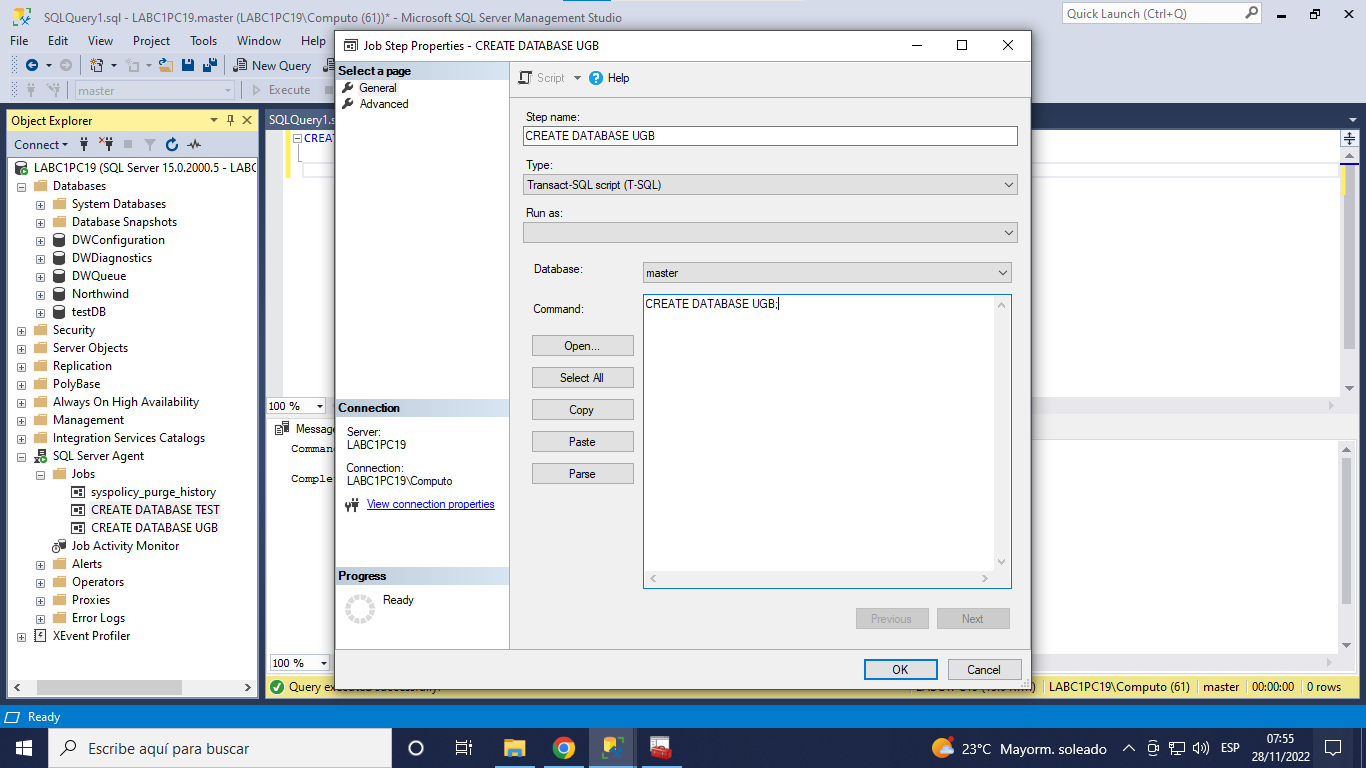 SQLQuery1.sql - LABC1PC19.master (LABC1PC19\Computo (61))* - Microsoft SQL Server Management Studio
Quick Launch (Ctrl+Q)
File Edit View Project Tools Window Help
New Query
master
Execute
Object Explorer
Connect
LABC1PC19 (SQL Server 15.0.2000.5 - LABC
Databases
System Databases
Database Snapshots
DWConfiguration
DWDiagnostics
DWQueue
Northwind
testDB
Security
Server Objects
Replication
PolyBase
Always On High Availability
Management
Integration Services Catalogs
SQL Server Agent
Jobs
syspolicy_purge_history
CREATE DATABASE TEST
CREATE DATABASE UGB
Job Activity Monitor
Alerts
Operators
Proxies
Error Logs
XEvent Profiler
SQLQuery1.s
CREA
100 %
Message
Comman
Comple
100 %
Job Step Properties - CREATE DATABASE UGB
Select a page
General
Advanced
Connection
Server:
LABC1PC19
Connection:
LABC1PC19\Computo
View connection properties
Progress
Ready
Script
Help
Step name:
CREATE DATABASE UGB
Type:
Transact-SQL script (T-SQL)
Run as:
Database:
master
Command:
CREATE DATABASE UGB;
Open...
Select All
Copy
Paste
Parse
Previous
Next
OK
Cancel
Query executed successfully.
LABC1PC19\Computo (61)
master
00:00:00
0 rows
Ready
Escribe aquí para buscar
23°C Mayorm. soleado
ESP
07:55
28/11/2022